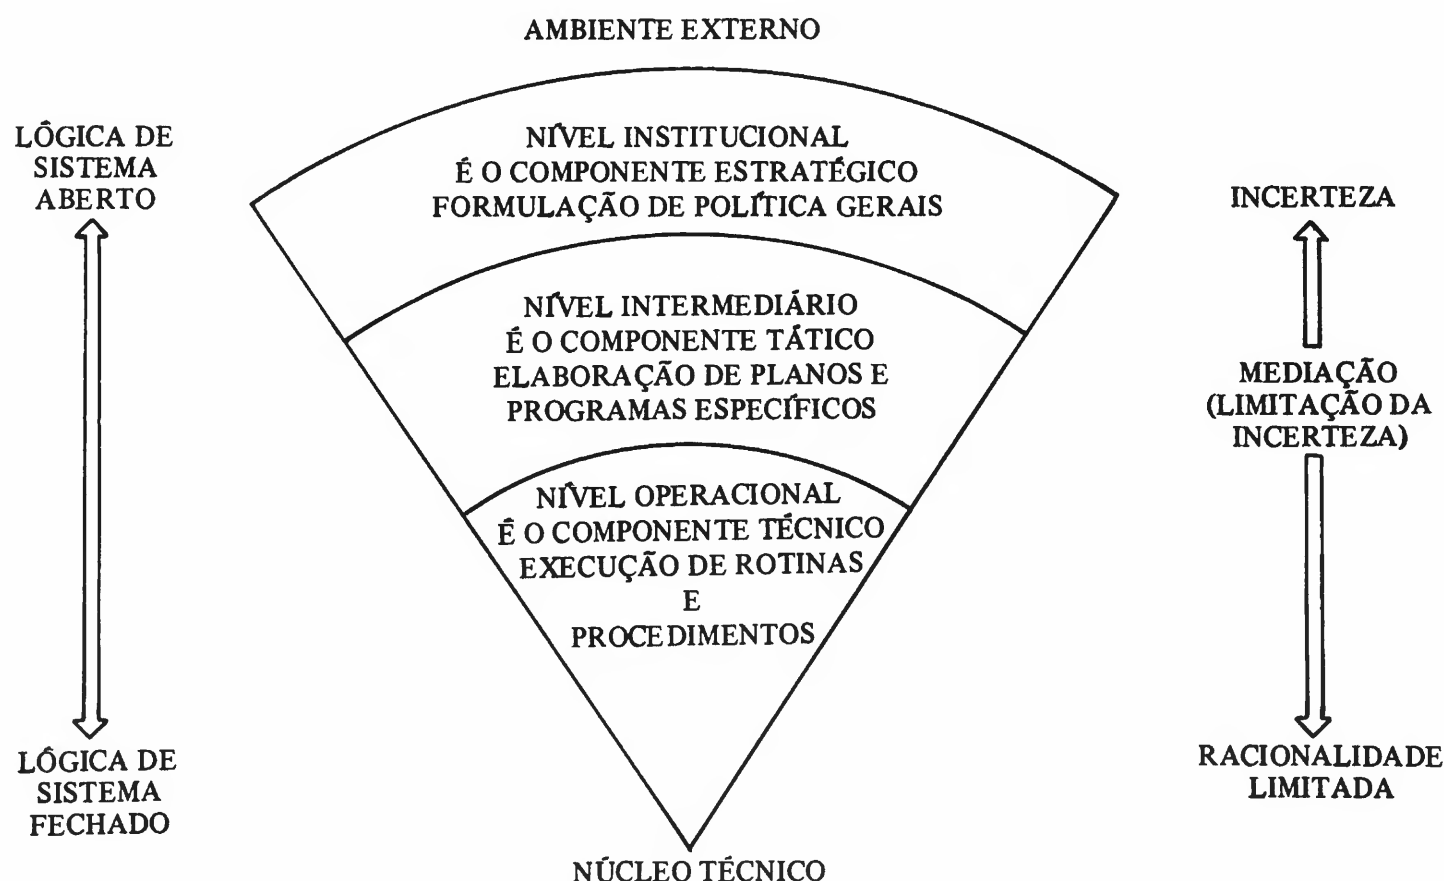 AMBIENTE EXTERNO
LÓGICA DE
SISTEMA
ABERTO
NÍVEL INSTITUCIONAL
É O COMPONENTE ESTRATÉGICO
FORMULAÇÃO DE POLÍTICA GERAIS
INCERTEZA
NÍVEL INTERMEDIÁRIO
É O COMPONENTE TÁTICO
ELABORAÇÃO DE PLANOS E
PROGRAMAS ESPECÍFICOS
MEDIAÇÃO
(LIMITAÇÃO DA
INCERTEZA)
NÍVEL OPERACIONAL
É O COMPONENTE TÉCNICO
EXECUÇÃO DE ROTINAS
E
PROCEDIMENTOS
LÓGICA DE
SISTEMA
FECHADO
RACIONALIDADE
LIMITADA
NÚCLEO TÉCNICO